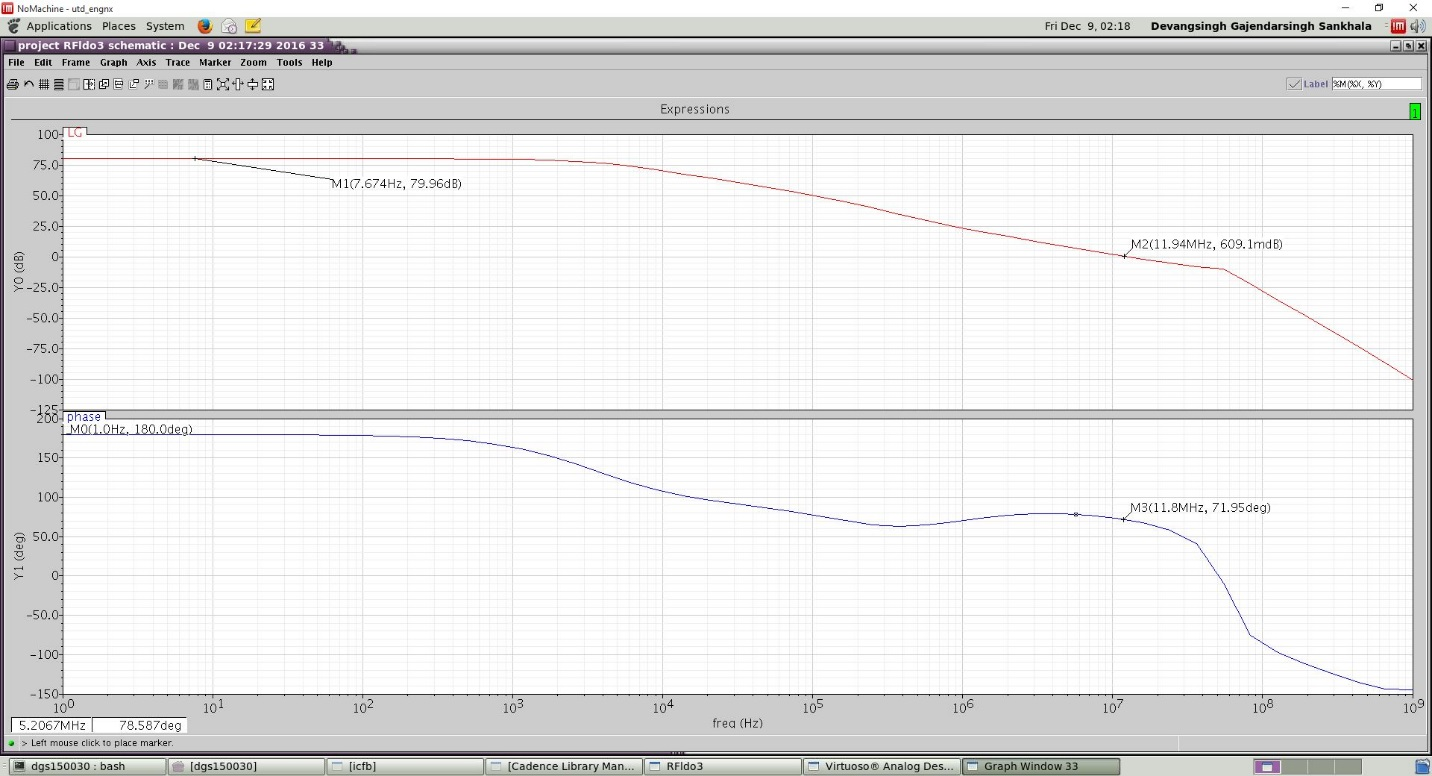 NoMachine - utd_engnx
Applications Places System Fri Dec 9, 02:18 Devangsingh Gajendarsingh Sankhala
project RFldo3 schematic : Dec 9 02:17:29 2016 33
File Edit Frame Graph Axis Trace Marker Zoom Tools Help
Label %M(%X, %Y)
Expressions
1
LG
100
75.0
M1(7.674Hz, 79.96dB)
50.0
25.0
M2(11.94MHz, 609.1mdB)
0
Y0 (dB)
-25.0
-50.0
-75.0
-100
-125
200
phase
M0(1.0Hz, 180.0deg)
150
100
M3(11.8MHz, 71.95deg)
50.0
Y1 (deg)
0
-50.0
-100
-150
10^0 10^1 10^2 10^3 10^4 10^5 10^6 10^7 10^8 10^9
freq (Hz)
5.2067MHz 78.587deg
> Left mouse click to place marker.
dgs150030 : bash [dgs150030] [icfb] [Cadence Library Man... RFldo3 Virtuoso® Analog Des... Graph Window 33